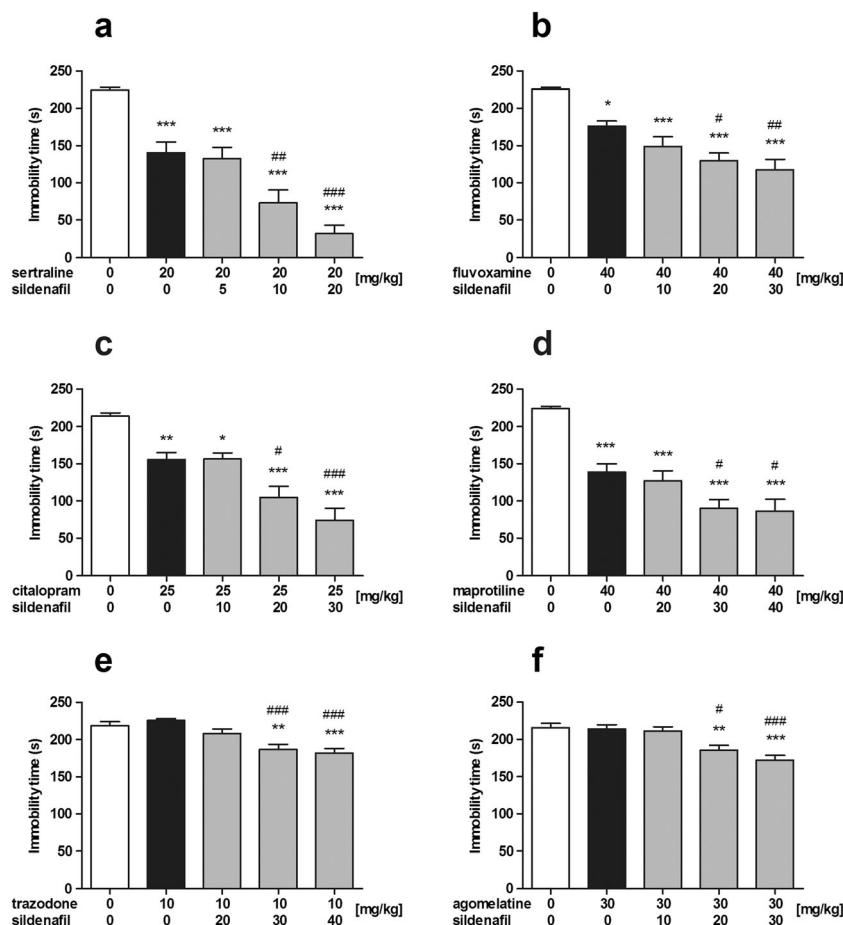 a
250
200
150
100
50
0
Immobility time (s)
***
***
##
***
###
***
sertraline 0 20 20 20 20 [mg/kg]
sildenafil 0 0 5 10 20
b
250
200
150
100
50
0
Immobility time (s)
*
***
#
***
##
***
fluvoxamine 0 40 40 40 40 [mg/kg]
sildenafil 0 0 10 20 30
c
250
200
150
100
50
0
Immobility time (s)
**
*
#
***
###
***
citalopram 0 25 25 25 25 [mg/kg]
sildenafil 0 0 10 20 30
d
250
200
150
100
50
0
Immobility time (s)
***
***
#
***
#
***
maprotiline 0 40 40 40 40 [mg/kg]
sildenafil 0 0 20 30 40
e
250
200
150
100
50
0
Immobility time (s)
###
**
###
***
trazodone 0 10 10 10 10 [mg/kg]
sildenafil 0 0 20 30 40
f
250
200
150
100
50
0
Immobility time (s)
#
**
###
***
agomelatine 0 30 30 30 30 [mg/kg]
sildenafil 0 0 10 20 30